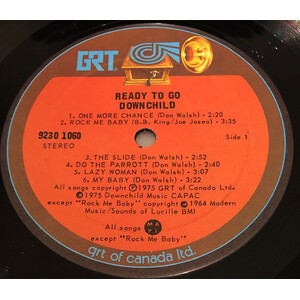 GRT
READY TO GO
DOWNCHILD
1. ONE MORE CHANCE (Don Walsh) - 2:20
2. ROCK ME BABY (B.B. King/Joe Josea) - 3:35
9230 1060
STEREO
Side 1
3. THE SLIDE (Don Walsh) - 2:52
4. DO THE PARROTT (Don Walsh) - 2:40
5. LAZY WOMAN (Don Walsh) - 3:07
6. MY BABY (Don Walsh) - 3:22
All songs copyright Ⓟ1975 GRT of Canada Ltd.
©1975 Downchild Music CAPAC
except "Rock Me Baby" copyright ©1964 Modern
Music/Sounds of Lucille BMI
All songs
except "Rock Me Baby"
grt of canada ltd.